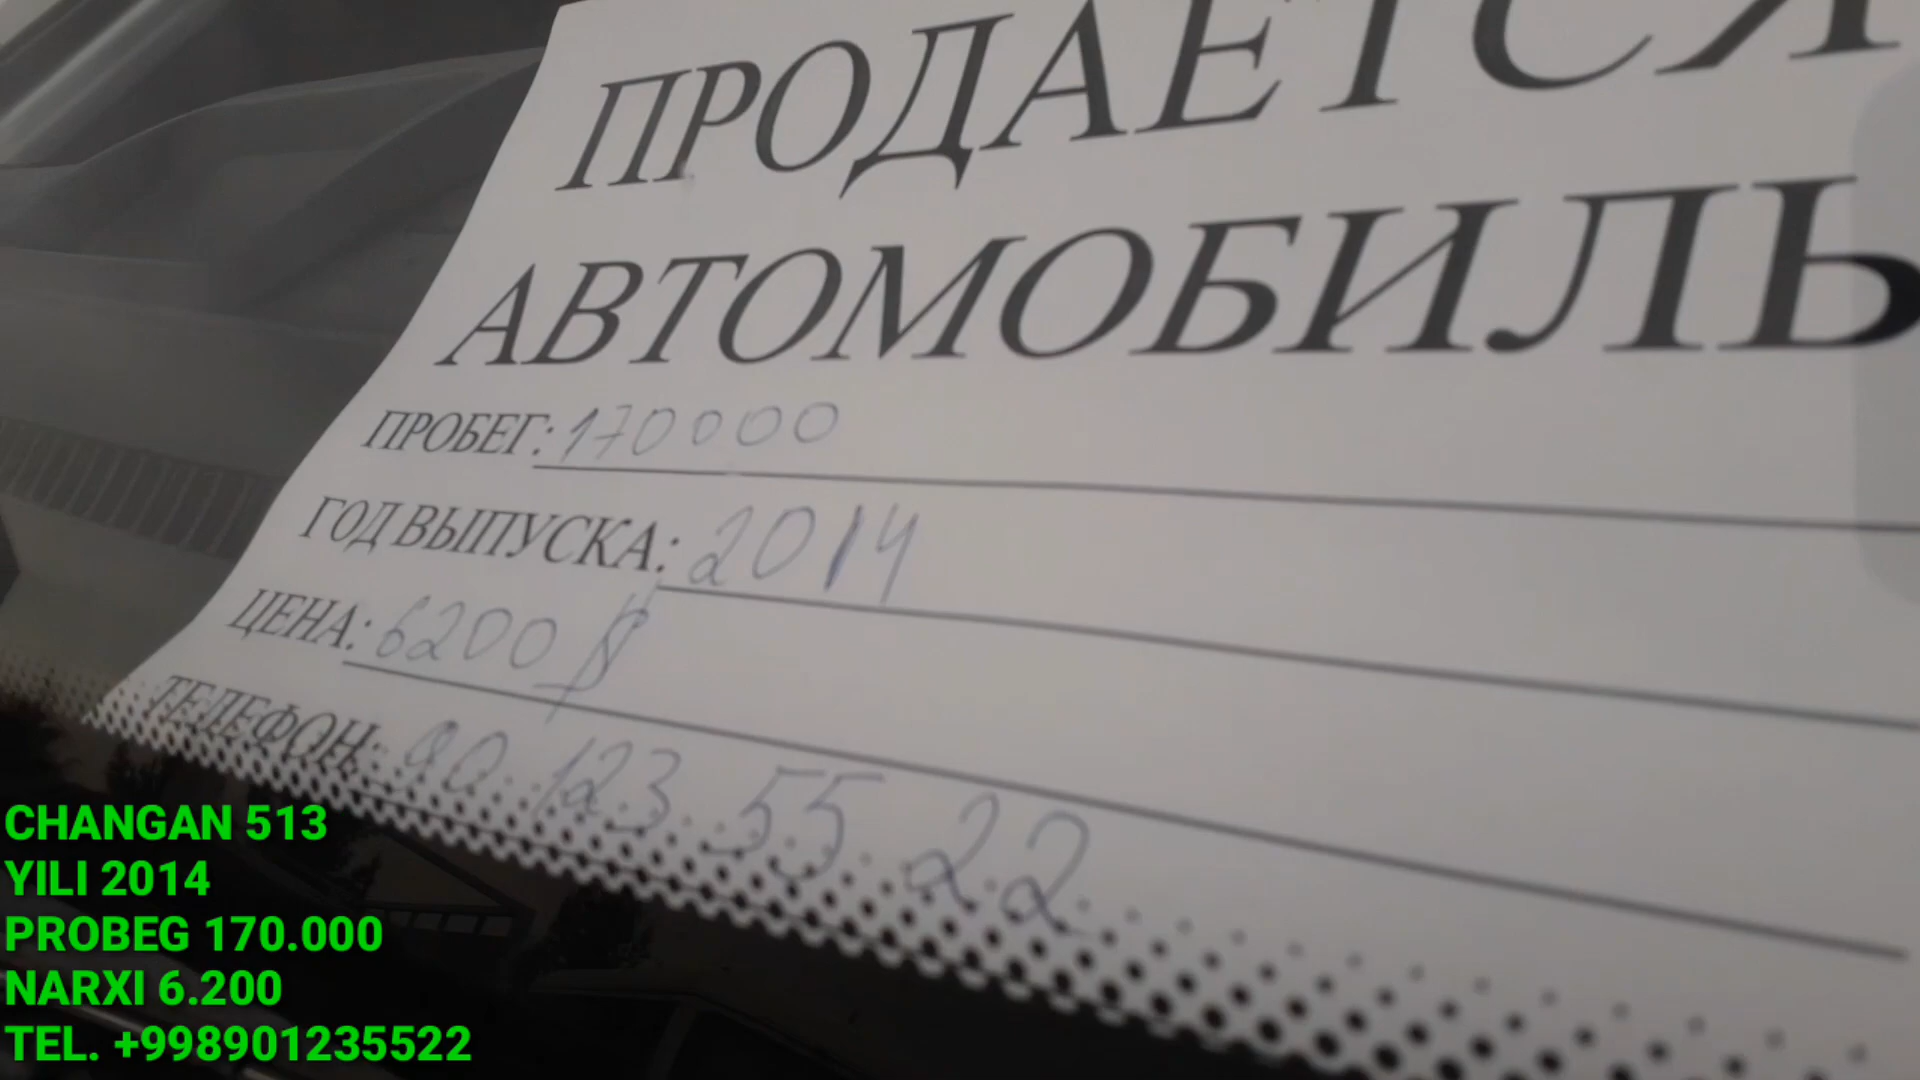 ПРОДАЕТСЯ
АВТОМОБИЛЬ
ПРОБЕГ: 170000
ГОД ВЫПУСКА: 2014
ЦЕНА: 6200 $
ТЕЛЕФОН: 90 123 55 22
CHANGAN 513
YILI 2014
PROBEG 170.000
NARXI 6.200
TEL. +998901235522